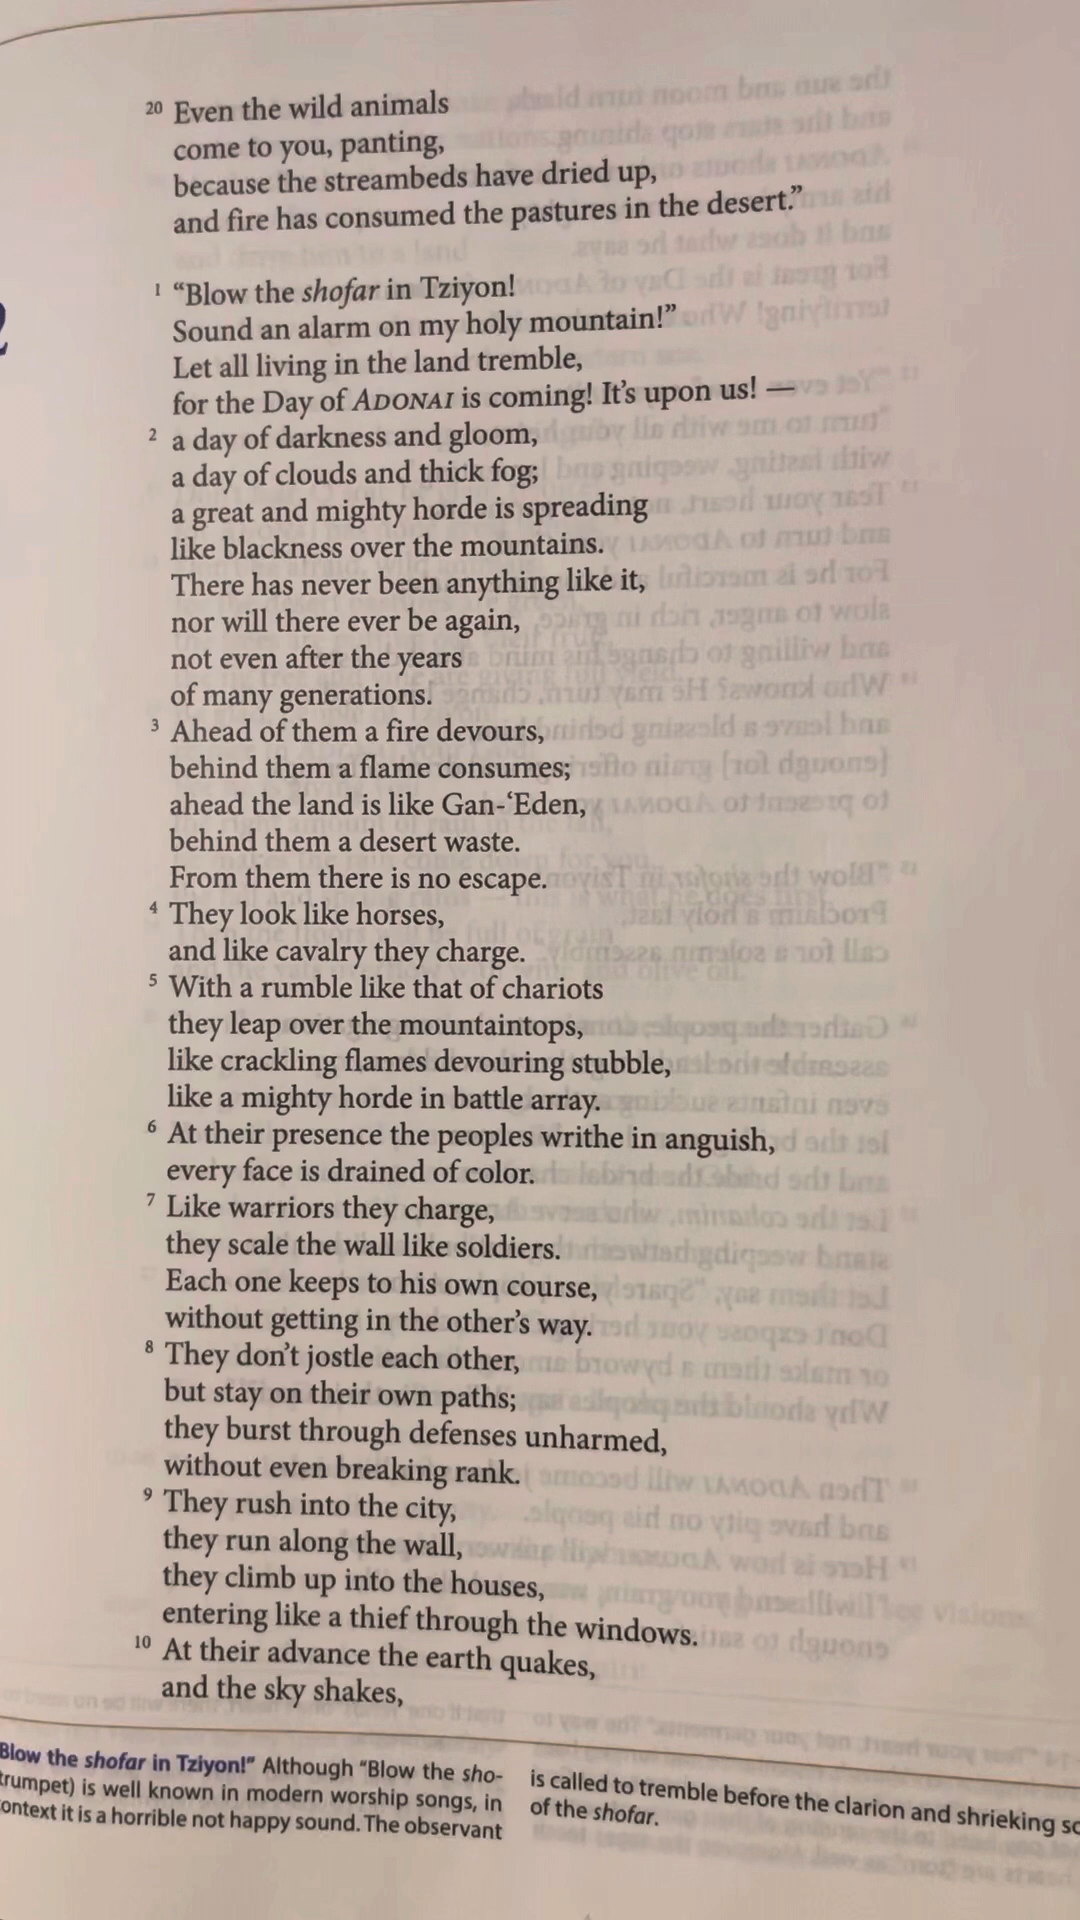 20 Even the wild animals
come to you, panting,
because the streambeds have dried up,
and fire has consumed the pastures in the desert.”
2
1 “Blow the shofar in Tziyon!
Sound an alarm on my holy mountain!”
Let all living in the land tremble,
for the Day of ADONAI is coming! It’s upon us! —
2 a day of darkness and gloom,
a day of clouds and thick fog;
a great and mighty horde is spreading
like blackness over the mountains.
There has never been anything like it,
nor will there ever be again,
not even after the years
of many generations.
3 Ahead of them a fire devours,
behind them a flame consumes;
ahead the land is like Gan-‘Eden,
behind them a desert waste.
From them there is no escape.
4 They look like horses,
and like cavalry they charge.
5 With a rumble like that of chariots
they leap over the mountaintops,
like crackling flames devouring stubble,
like a mighty horde in battle array.
6 At their presence the peoples writhe in anguish,
every face is drained of color.
7 Like warriors they charge,
they scale the wall like soldiers.
Each one keeps to his own course,
without getting in the other’s way.
8 They don’t jostle each other,
but stay on their own paths;
they burst through defenses unharmed,
without even breaking rank.
9 They rush into the city,
they run along the wall,
they climb up into the houses,
entering like a thief through the windows.
10 At their advance the earth quakes,
and the sky shakes,
Blow the shofar in Tziyon!” Although “Blow the sho-
trumpet) is well known in modern worship songs, in
ontext it is a horrible not happy sound. The observant
is called to tremble before the clarion and shrieking
of the shofar.